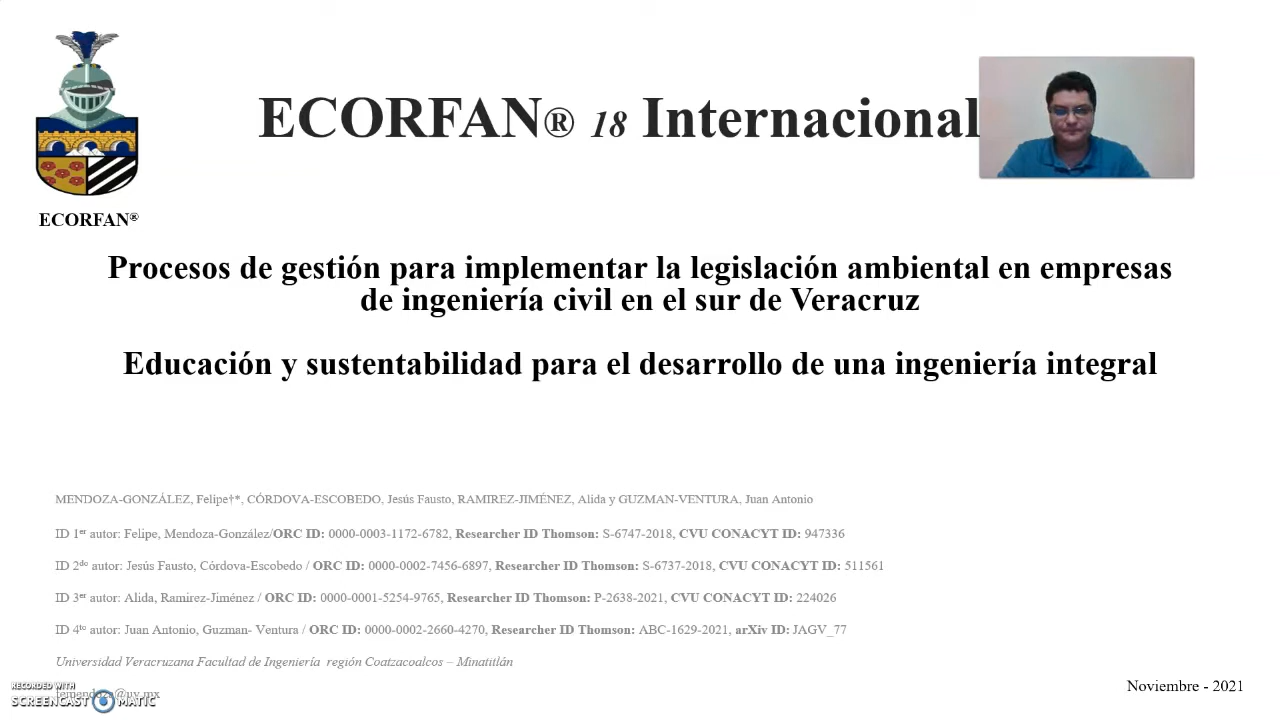 ECORFAN® 18 Internacional
ECORFAN®
Procesos de gestión para implementar la legislación ambiental en empresas
de ingeniería civil en el sur de Veracruz
Educación y sustentabilidad para el desarrollo de una ingeniería integral
MENDOZA-GONZÁLEZ, Felipe†*, CÓRDOVA-ESCOBEDO, Jesús Fausto, RAMIREZ-JIMÉNEZ, Alida y GUZMAN-VENTURA, Juan Antonio
ID 1er autor: Felipe, Mendoza-González/ORC ID: 0000-0003-1172-6782, Researcher ID Thomson: S-6747-2018, CVU CONACYT ID: 947336
ID 2do autor: Jesús Fausto, Córdova-Escobedo / ORC ID: 0000-0002-7456-6897, Researcher ID Thomson: S-6737-2018, CVU CONACYT ID: 511561
ID 3er autor: Alida, Ramirez-Jiménez / ORC ID: 0000-0001-5254-9765, Researcher ID Thomson: P-2638-2021, CVU CONACYT ID: 224026
ID 4to autor: Juan Antonio, Guzman- Ventura / ORC ID: 0000-0002-2660-4270, Researcher ID Thomson: ABC-1629-2021, arXiv ID: JAGV_77
Universidad Veracruzana Facultad de Ingeniería región Coatzacoalcos – Minatitlán
Noviembre - 2021
RECORDED WITH
SCREENCAST MATIC